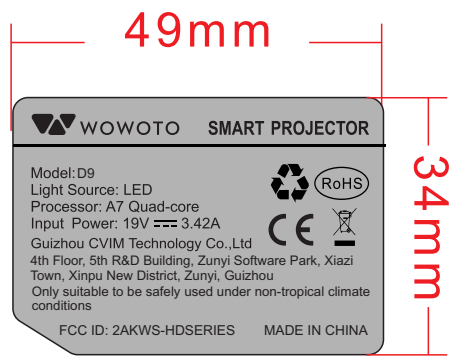 49mm
WOWOTO SMART PROJECTOR
Model:D9
Light Source: LED
Processor: A7 Quad-core
Input Power: 19V 3.42A
RoHS
CE
Guizhou CVIM Technology Co.,Ltd
4th Floor, 5th R&D Building, Zunyi Software Park, Xiazi
Town, Xinpu New District, Zunyi, Guizhou
Only suitable to be safely used under non-tropical climate
conditions
FCC ID: 2AKWS-HDSERIES MADE IN CHINA
34mm